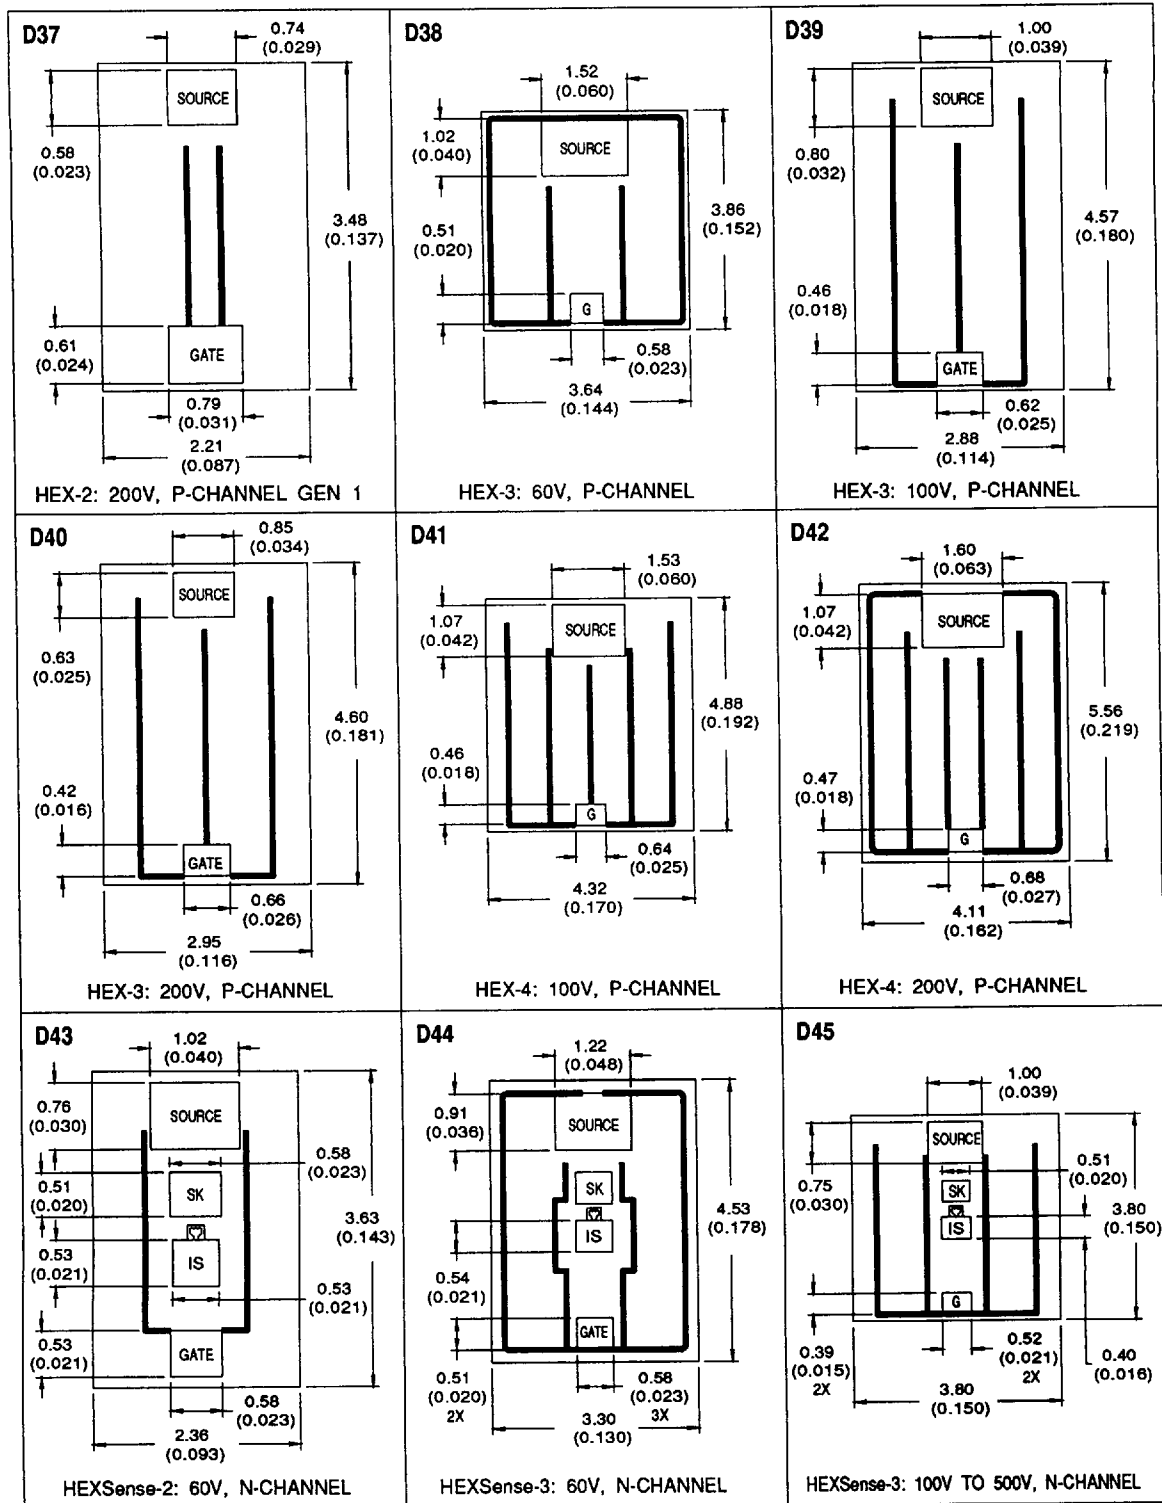 D37
0.74
(0.029)
SOURCE
0.58
(0.023)
3.48
(0.137)
0.61
(0.024)
GATE
0.79
(0.031)
2.21
(0.087)
HEX-2: 200V, P-CHANNEL GEN 1
D38
1.52
(0.060)
1.02
(0.040)
SOURCE
0.51
(0.020)
3.86
(0.152)
G
0.58
(0.023)
3.64
(0.144)
HEX-3: 60V, P-CHANNEL
D39
1.00
(0.039)
SOURCE
0.80
(0.032)
4.57
(0.180)
0.46
(0.018)
GATE
0.62
(0.025)
2.88
(0.114)
HEX-3: 100V, P-CHANNEL
D40
0.85
(0.034)
SOURCE
0.63
(0.025)
4.60
(0.181)
0.42
(0.016)
GATE
0.66
(0.026)
2.95
(0.116)
HEX-3: 200V, P-CHANNEL
D41
1.53
(0.060)
1.07
(0.042)
SOURCE
4.88
(0.192)
0.46
(0.018)
G
0.64
(0.025)
4.32
(0.170)
HEX-4: 100V, P-CHANNEL
D42
1.60
(0.063)
1.07
(0.042)
SOURCE
5.56
(0.219)
0.47
(0.018)
G
0.68
(0.027)
4.11
(0.162)
HEX-4: 200V, P-CHANNEL
D43
1.02
(0.040)
0.76
(0.030)
SOURCE
0.58
(0.023)
0.51
(0.020)
SK
3.63
(0.143)
0.53
(0.021)
IS
0.53
(0.021)
0.53
(0.021)
GATE
0.58
(0.023)
2.36
(0.093)
HEXSense-2: 60V, N-CHANNEL
D44
1.22
(0.048)
0.91
(0.036)
SOURCE
SK
4.53
(0.178)
IS
0.54
(0.021)
GATE
0.51
(0.020)
2X
0.58
(0.023)
3X
3.30
(0.130)
HEXSense-3: 60V, N-CHANNEL
D45
1.00
(0.039)
SOURCE
0.51
(0.020)
0.75
(0.030)
SK
3.80
(0.150)
IS
G
0.39
(0.015)
2X
0.52
(0.021)
2X
0.40
(0.016)
3.80
(0.150)
HEXSense-3: 100V TO 500V, N-CHANNEL